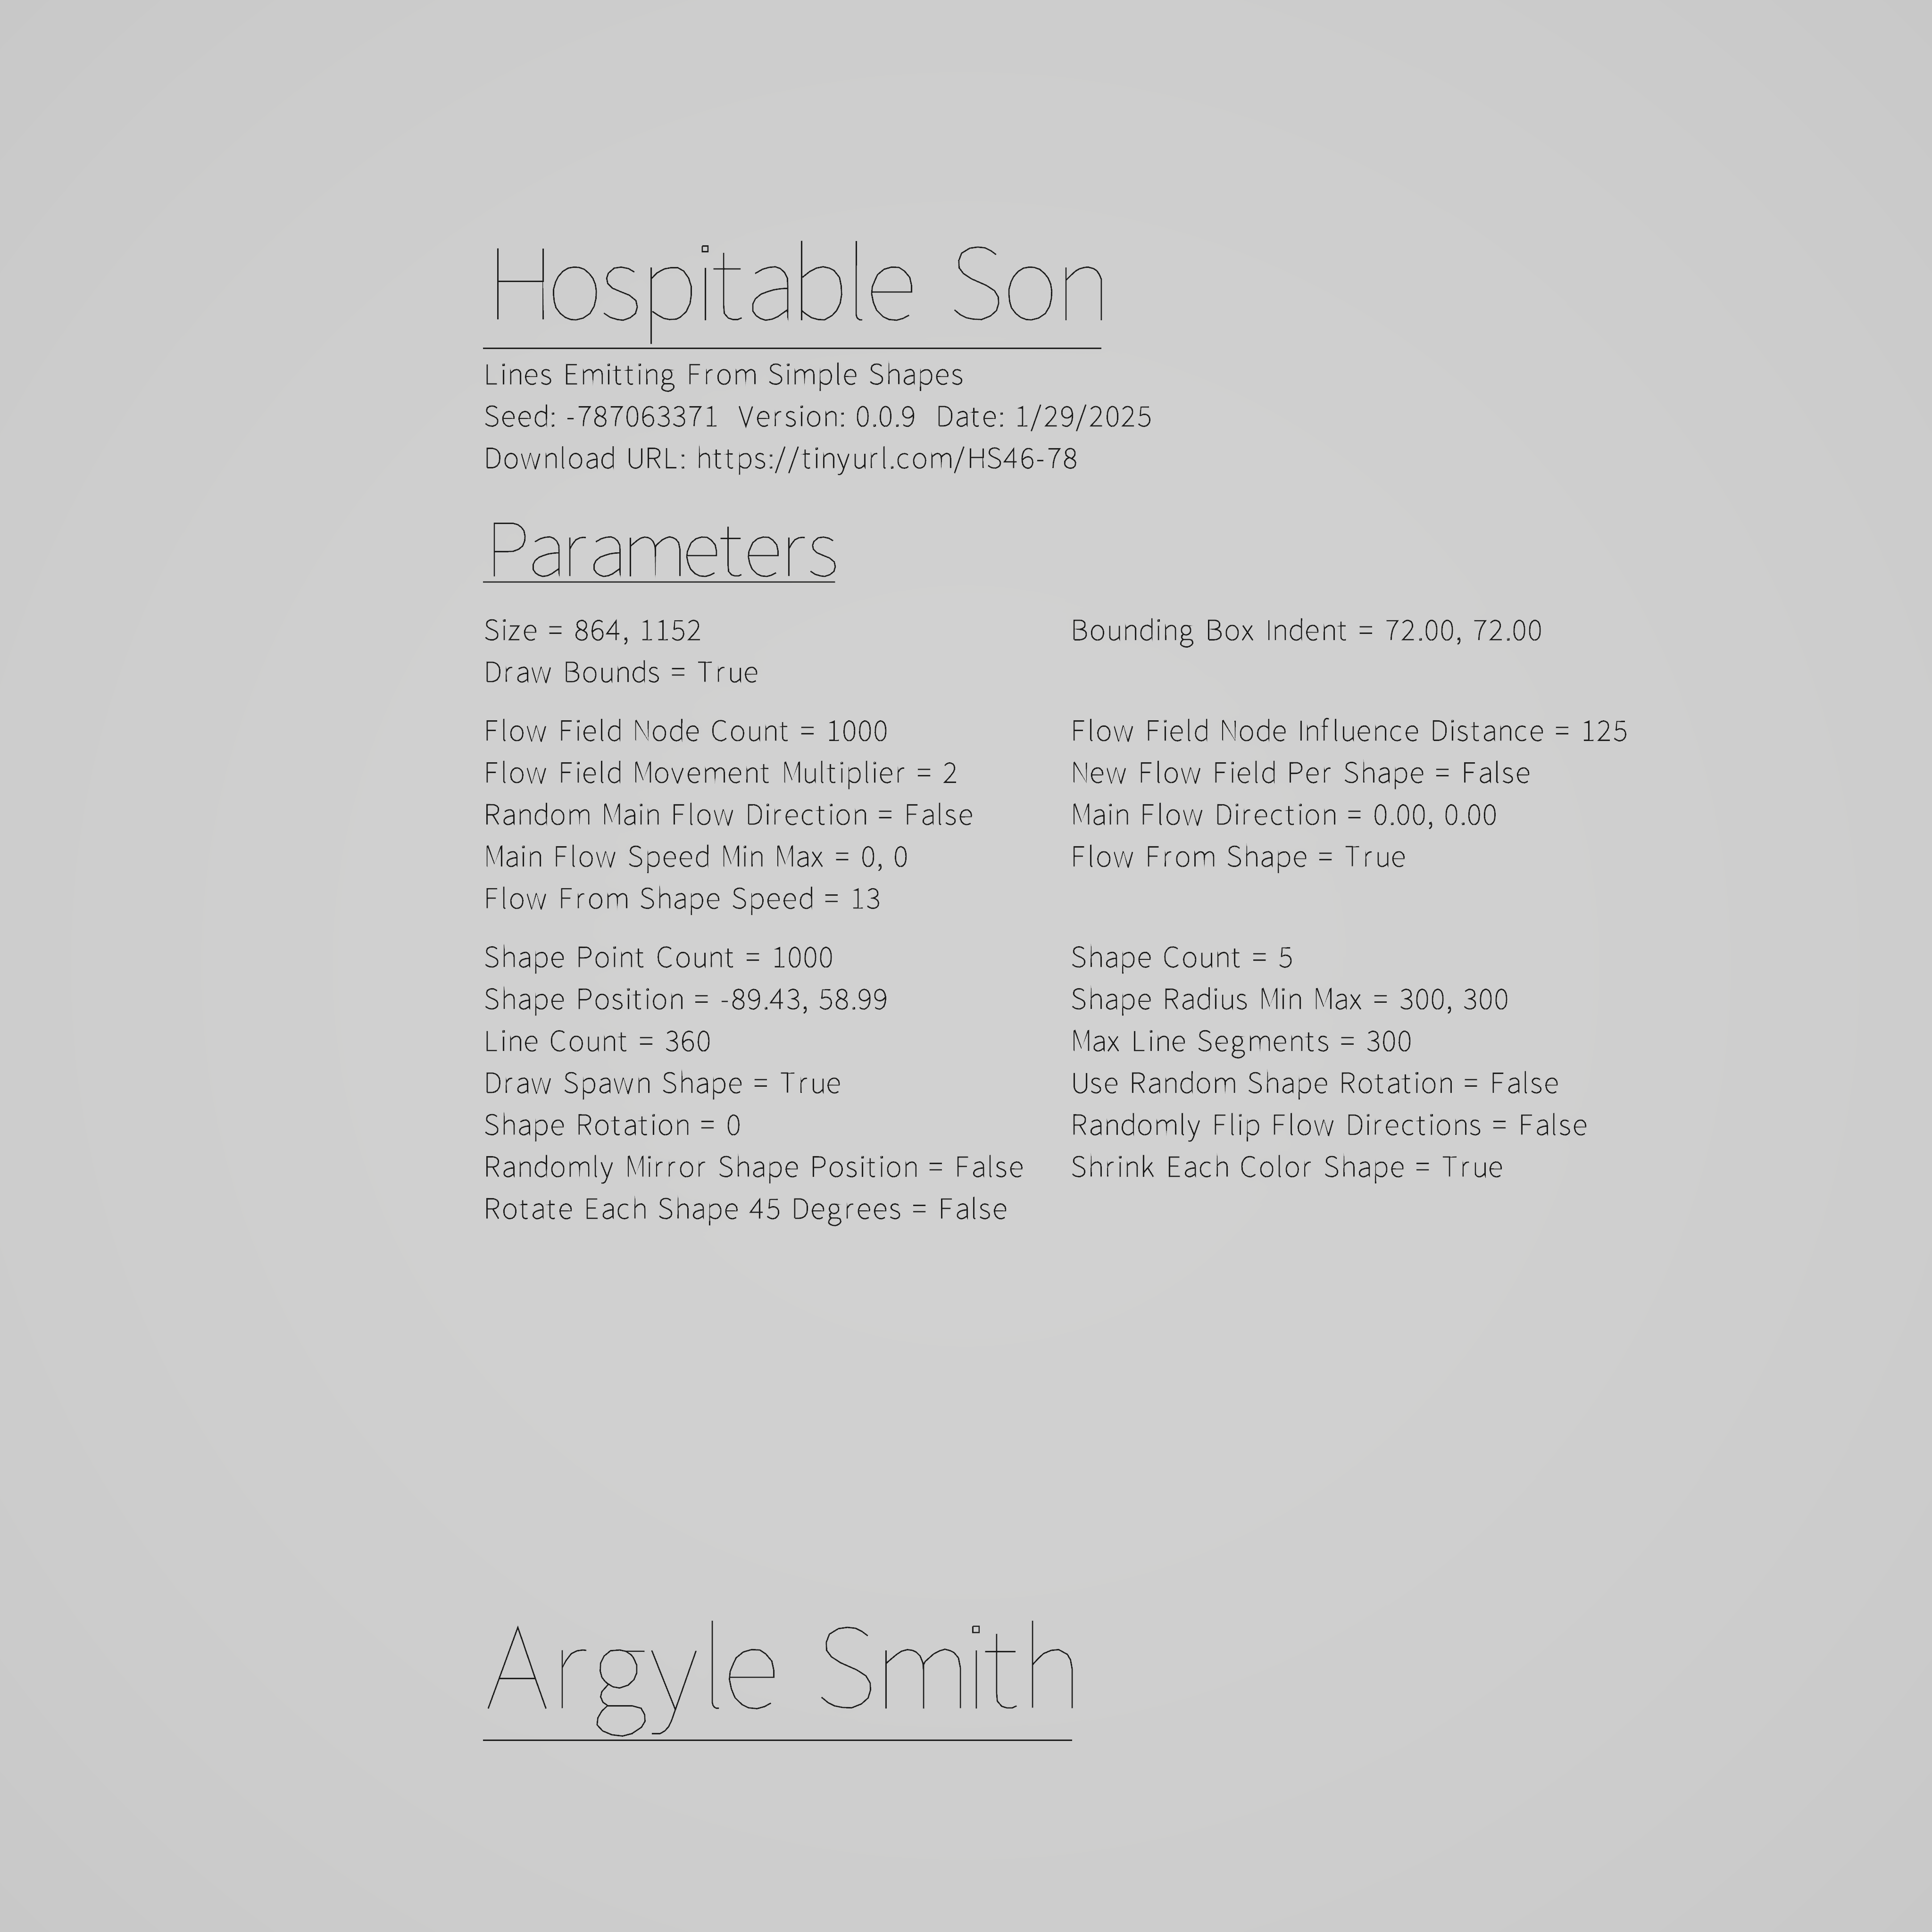 Hospitable Son
Lines Emitting From Simple Shapes
Seed: -787063371 Version: 0.0.9 Date: 1/29/2025
Download URL: https://tinyurl.com/HS46-78
Parameters
Size = 864, 1152 Bounding Box Indent = 72.00, 72.00
Draw Bounds = True
Flow Field Node Count = 1000 Flow Field Node Influence Distance = 125
Flow Field Movement Multiplier = 2 New Flow Field Per Shape = False
Random Main Flow Direction = False Main Flow Direction = 0.00, 0.00
Main Flow Speed Min Max = 0, 0 Flow From Shape = True
Flow From Shape Speed = 13
Shape Point Count = 1000 Shape Count = 5
Shape Position = -89.43, 58.99 Shape Radius Min Max = 300, 300
Line Count = 360 Max Line Segments = 300
Draw Spawn Shape = True Use Random Shape Rotation = False
Shape Rotation = 0 Randomly Flip Flow Directions = False
Randomly Mirror Shape Position = False Shrink Each Color Shape = True
Rotate Each Shape 45 Degrees = False
Argyle Smith